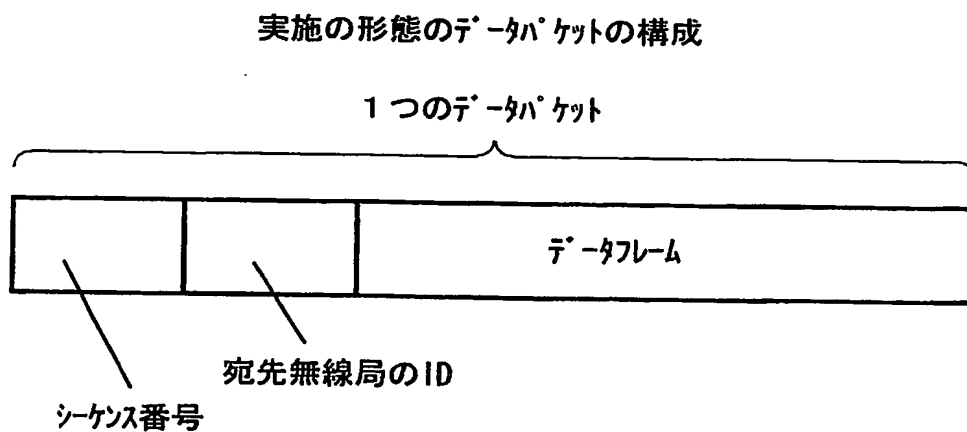 実施の形態のﾃﾞｰﾀﾊﾟｹｯﾄの構成
１つのﾃﾞｰﾀﾊﾟｹｯﾄ
ﾃﾞｰﾀﾌﾚｰﾑ
宛先無線局のID
ｼｰｹﾝｽ番号